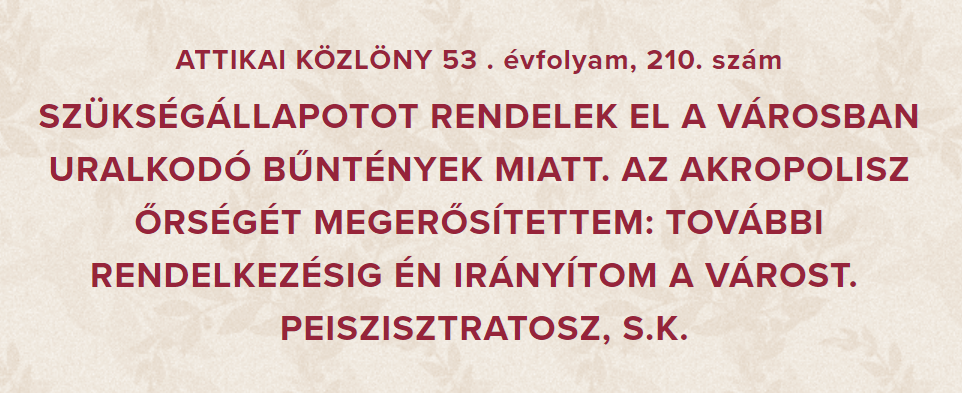 ATTIKAI KÖZLÖNY 53 . évfolyam, 210. szám
SZÜKSÉGÁLLAPOTOT RENDELEK EL A VÁROSBAN
URALKODÓ BŰNTÉNYEK MIATT. AZ AKROPOLISZ
ŐRSÉGÉT MEGERŐSÍTETTEM: TOVÁBBI
RENDELKEZÉSIG ÉN IRÁNYÍTOM A VÁROST.
PEISZISZTRATOSZ, S.K.